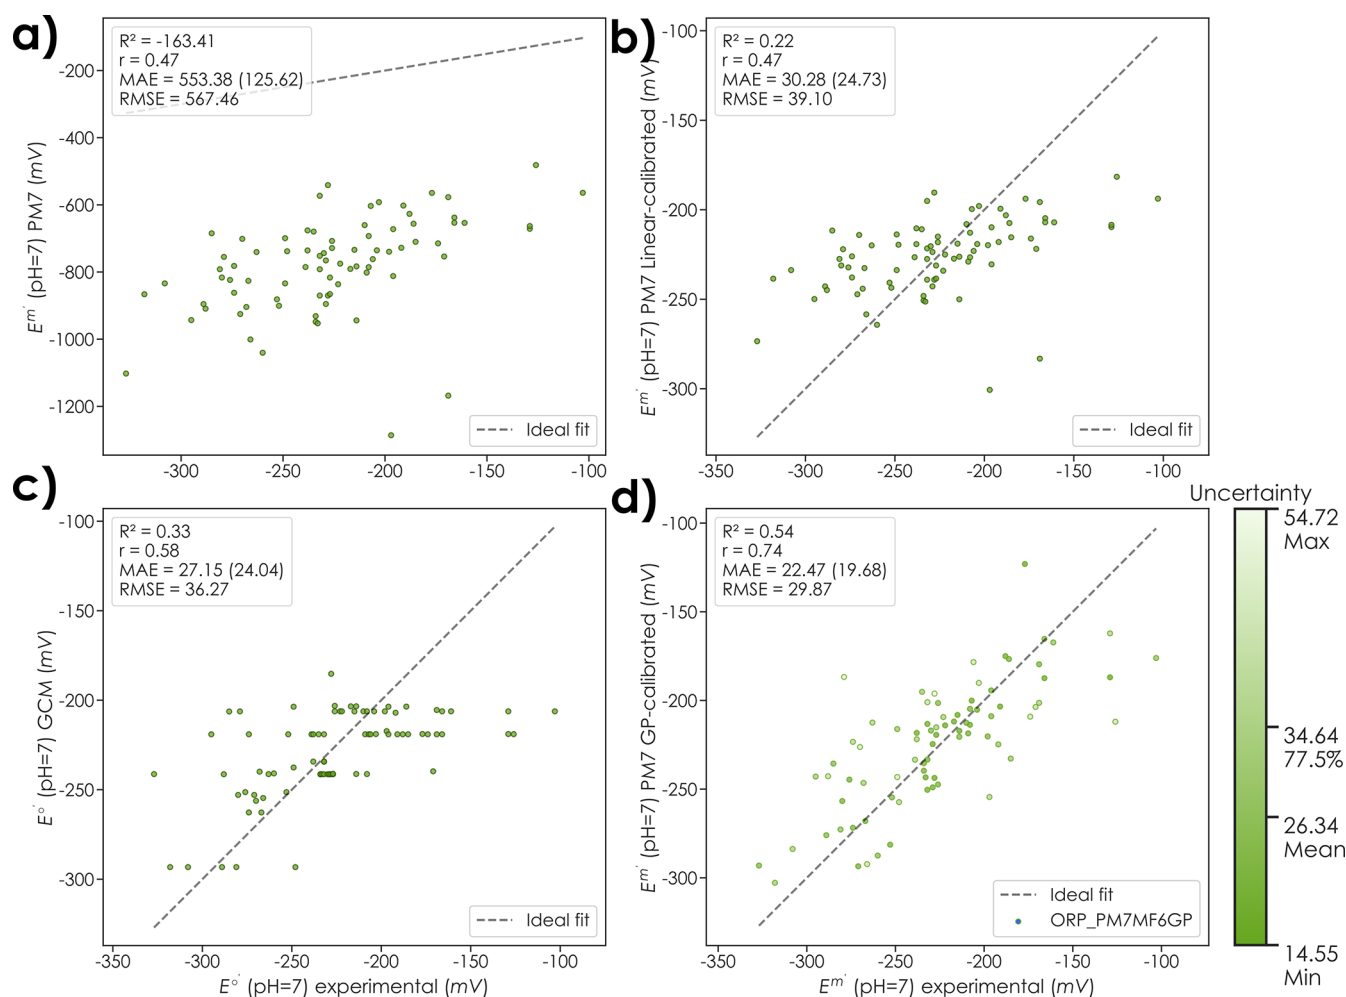 a)
R² = -163.41
r = 0.47
MAE = 553.38 (125.62)
RMSE = 567.46
-200
-400
-600
-800
-1000
-1200
Eᵐ′ (pH=7) PM7 (mV)
Ideal fit
-300
-250
-200
-150
-100
b)
R² = 0.22
r = 0.47
MAE = 30.28 (24.73)
RMSE = 39.10
-100
-150
-200
-250
-300
Eᵐ′ (pH=7) PM7 Linear-calibrated (mV)
Ideal fit
-350
-300
-250
-200
-150
-100
c)
R² = 0.33
r = 0.58
MAE = 27.15 (24.04)
RMSE = 36.27
-100
-150
-200
-250
-300
E°′ (pH=7) GCM (mV)
Ideal fit
-350
-300
-250
-200
-150
-100
E°′ (pH=7) experimental (mV)
d)
R² = 0.54
r = 0.74
MAE = 22.47 (19.68)
RMSE = 29.87
-100
-150
-200
-250
-300
Eᵐ′ (pH=7) PM7 GP-calibrated (mV)
Ideal fit
ORP_PM7MF6GP
-350
-300
-250
-200
-150
-100
Eᵐ′ (pH=7) experimental (mV)
Uncertainty
54.72
Max
34.64
77.5%
26.34
Mean
14.55
Min